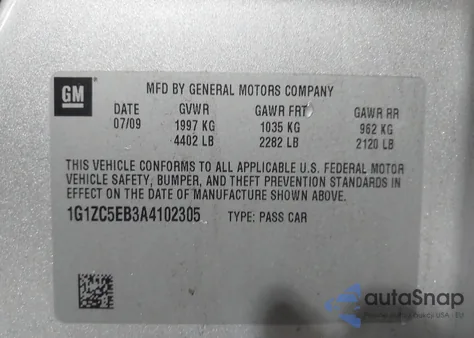 GM
MFD BY GENERAL MOTORS COMPANY
DATE GVWR GAWR FRT GAWR RR
07/09 1997 KG 1035 KG 962 KG
4402 LB 2282 LB 2120 LB
THIS VEHICLE CONFORMS TO ALL APPLICABLE U.S. FEDERAL MOTOR
VEHICLE SAFETY, BUMPER, AND THEFT PREVENTION STANDARDS IN
EFFECT ON THE DATE OF MANUFACTURE SHOWN ABOVE.
1G1ZC5EB3A4102305 TYPE: PASS CAR
autoSnap